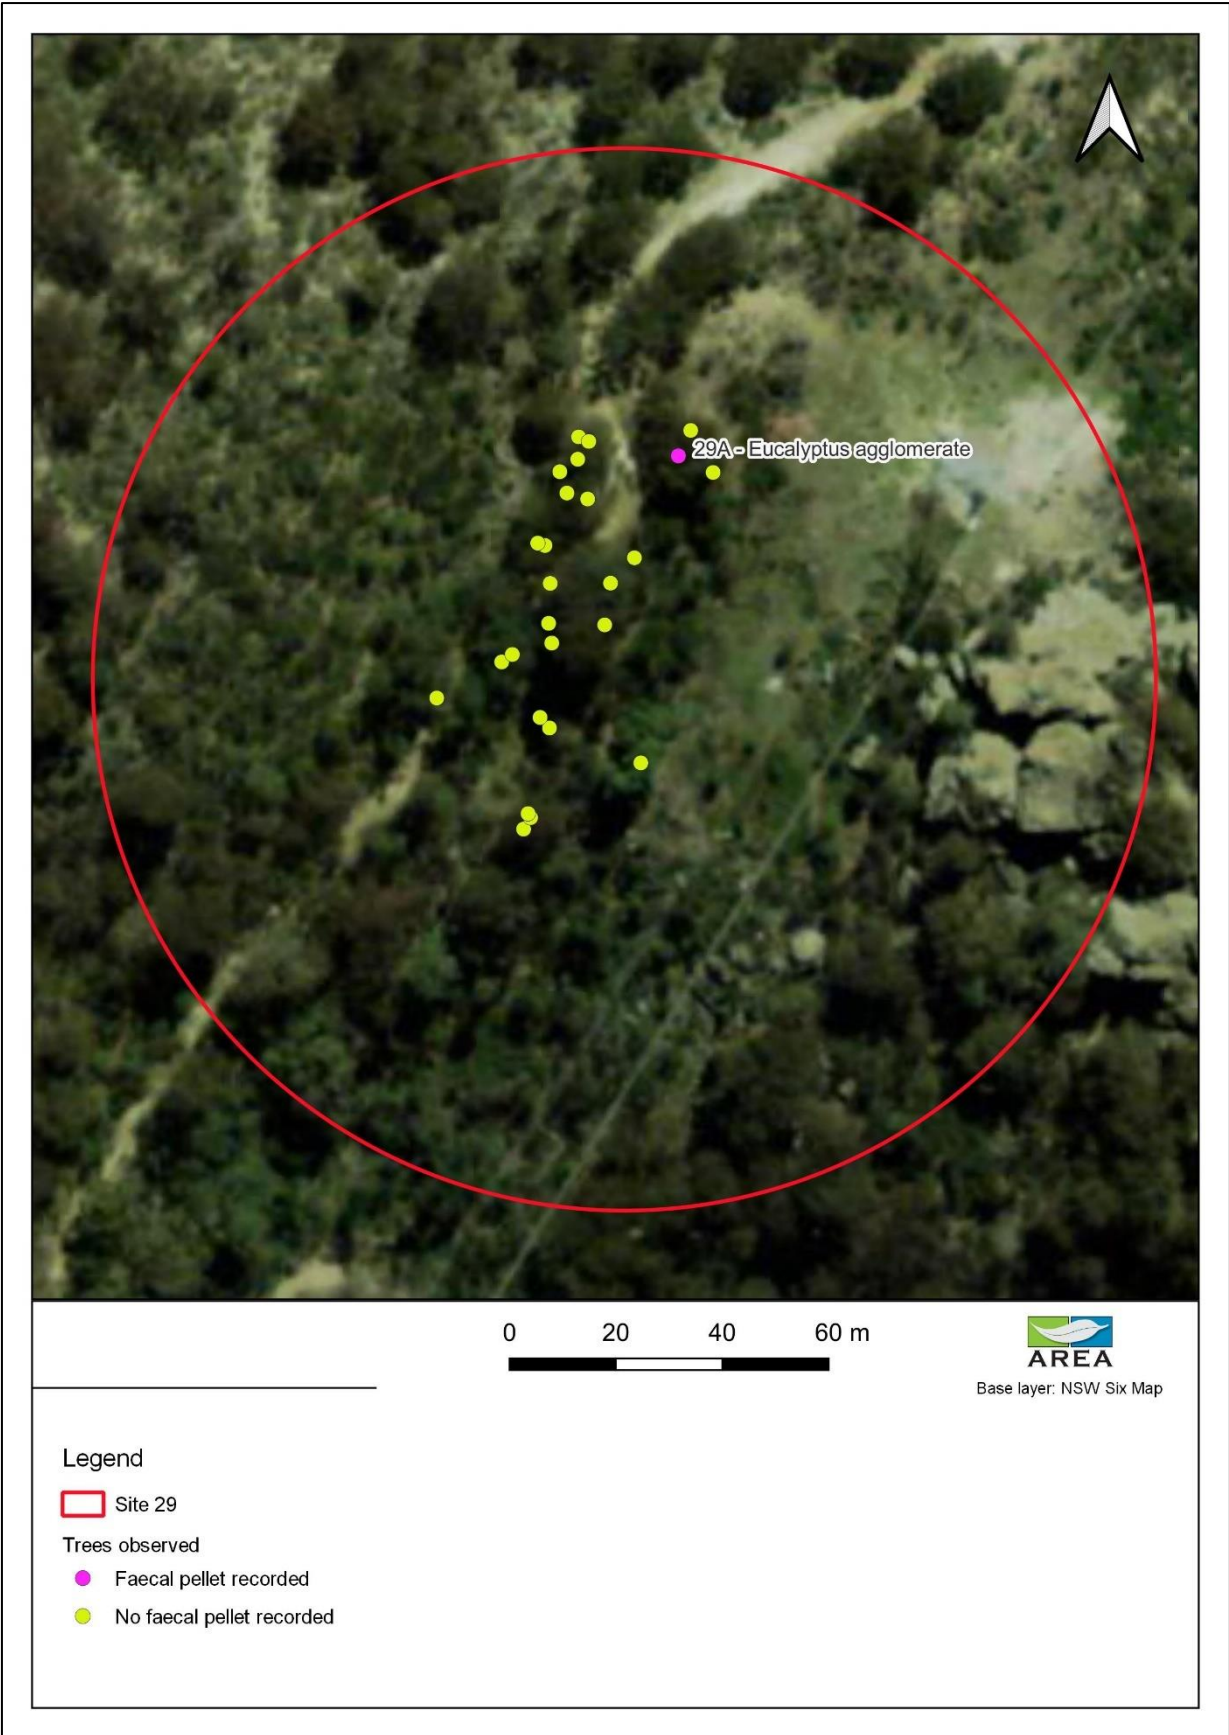 29A - Eucalyptus agglomerate
0 20 40 60 m
AREA
Base layer: NSW Six Map
Legend
Site 29
Trees observed
Faecal pellet recorded
No faecal pellet recorded